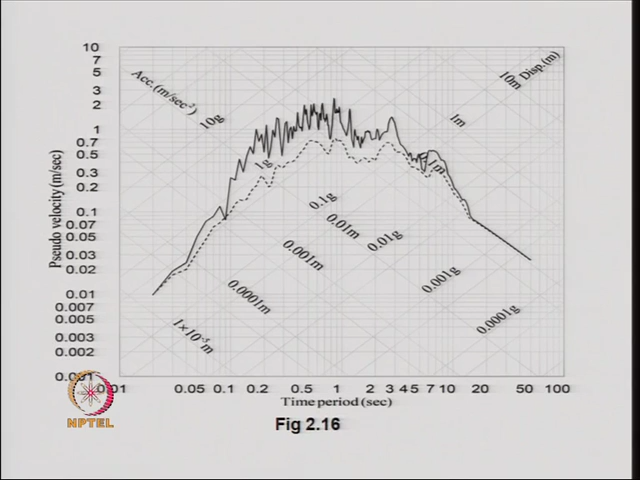 10
7
5
3
2
1
0.7
0.5
0.3
0.2
0.1
0.07
0.05
0.03
0.02
0.01
0.007
0.005
0.003
0.002
0.001
Pseudo velocity (m/sec)
Acc.(m/sec²)
10g
1g
0.1g
0.01g
0.001g
0.0001g
Disp.(m)
10m
1m
0.01m
0.001m
0.0001m
1×10⁻⁵m
0.05 0.1 0.2 0.5 1 2 3 4 5 7 10 20 50 100
Time period (sec)
Fig 2.16
NPTEL